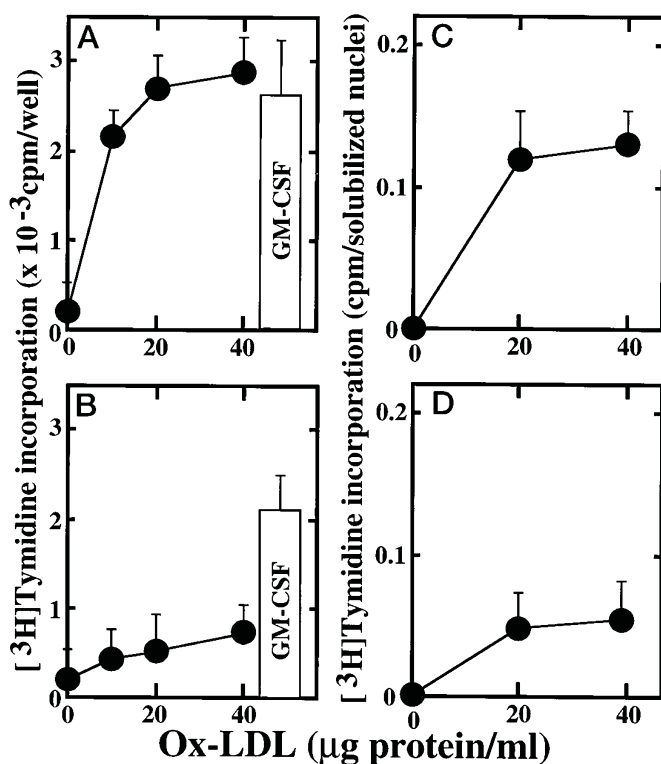 [³H]Tymidine incorporation (x 10⁻³cpm/well)
A
3
2
1
0
0 20 40
GM-CSF
B
3
2
1
0
0 20 40
GM-CSF
[³H]Tymidine incorporation (cpm/solubilized nuclei)
C
0.2
0.1
0
0 20 40
D
0.2
0.1
0
0 20 40
Ox-LDL (µg protein/ml)